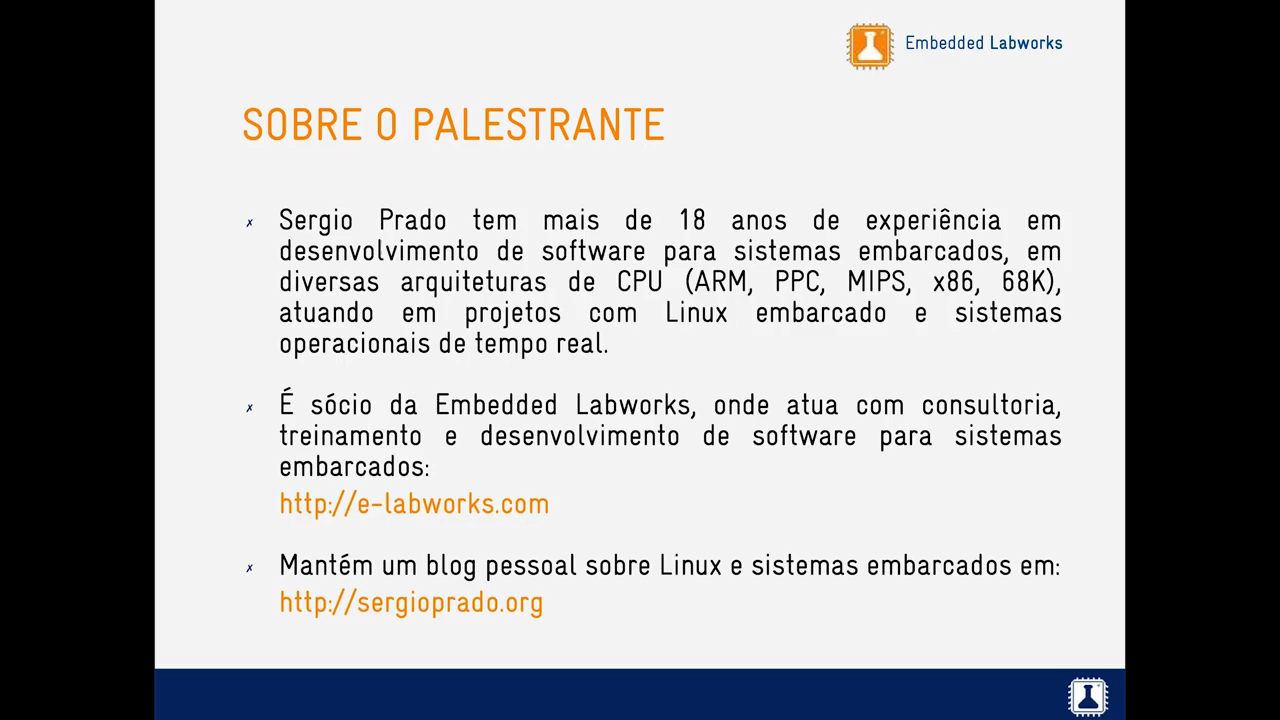 Embedded Labworks
SOBRE O PALESTRANTE
✗ Sergio Prado tem mais de 18 anos de experiência em
desenvolvimento de software para sistemas embarcados, em
diversas arquiteturas de CPU (ARM, PPC, MIPS, x86, 68K),
atuando em projetos com Linux embarcado e sistemas
operacionais de tempo real.
✗ É sócio da Embedded Labworks, onde atua com consultoria,
treinamento e desenvolvimento de software para sistemas
embarcados:
http://e-labworks.com
✗ Mantém um blog pessoal sobre Linux e sistemas embarcados em:
http://sergioprado.org